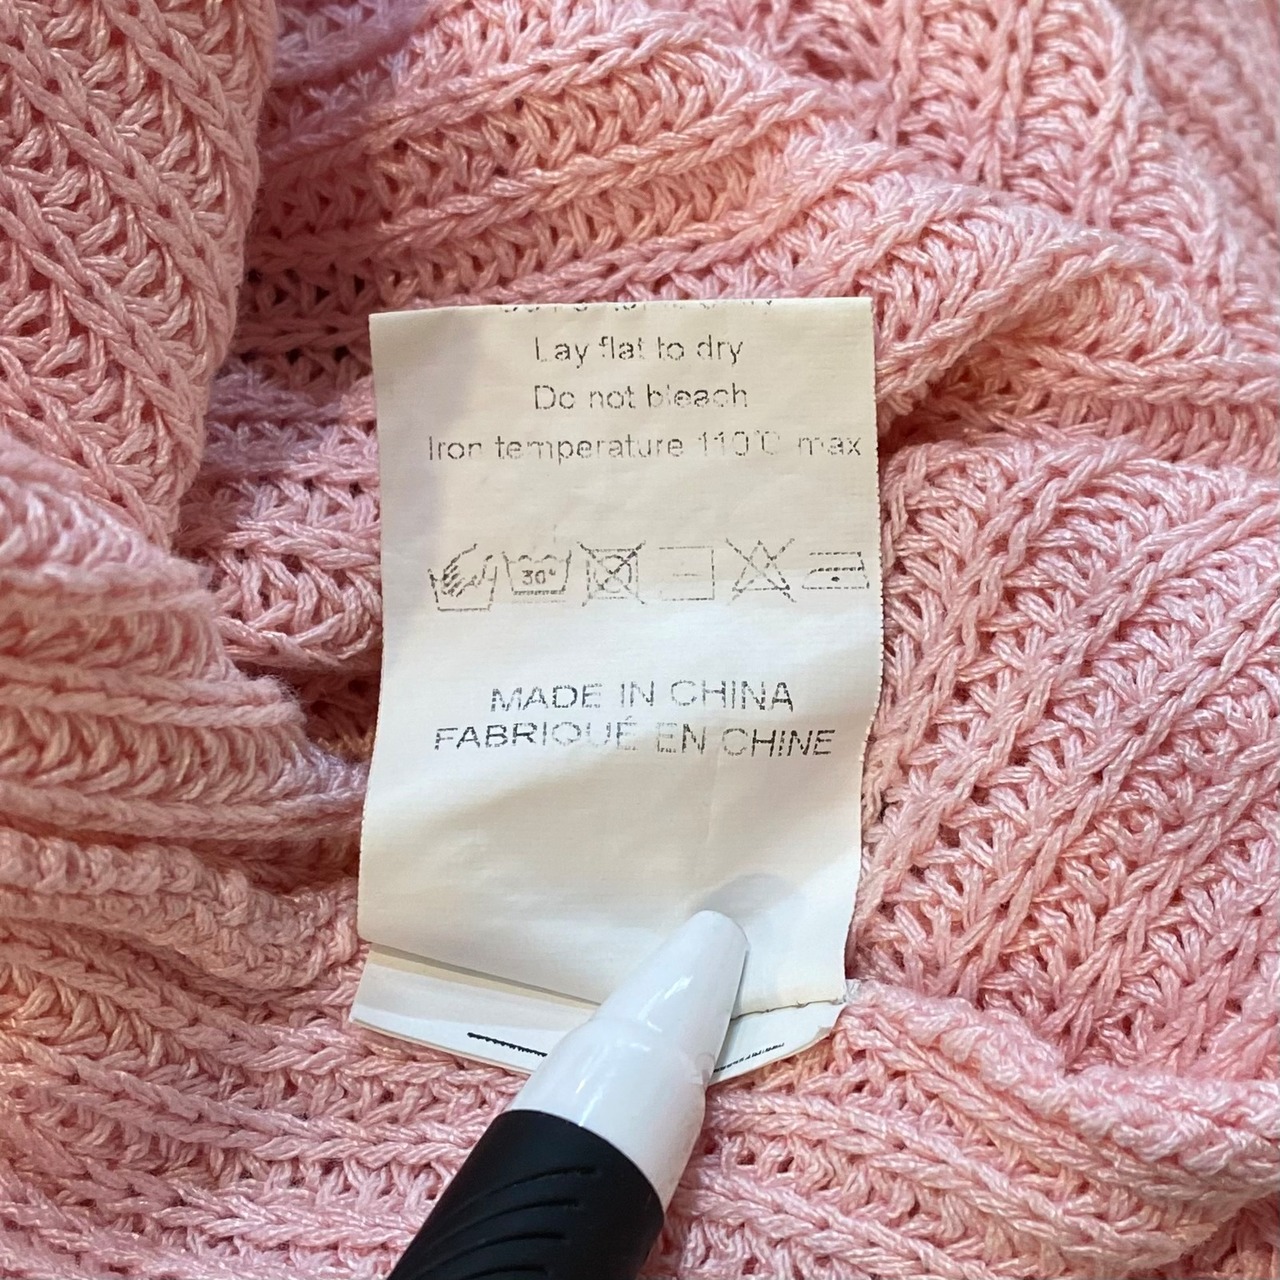 Lay flat to dry
Do not bleach
Iron temperature 110°C max
30°
MADE IN CHINA
FABRIQUÉ EN CHINE